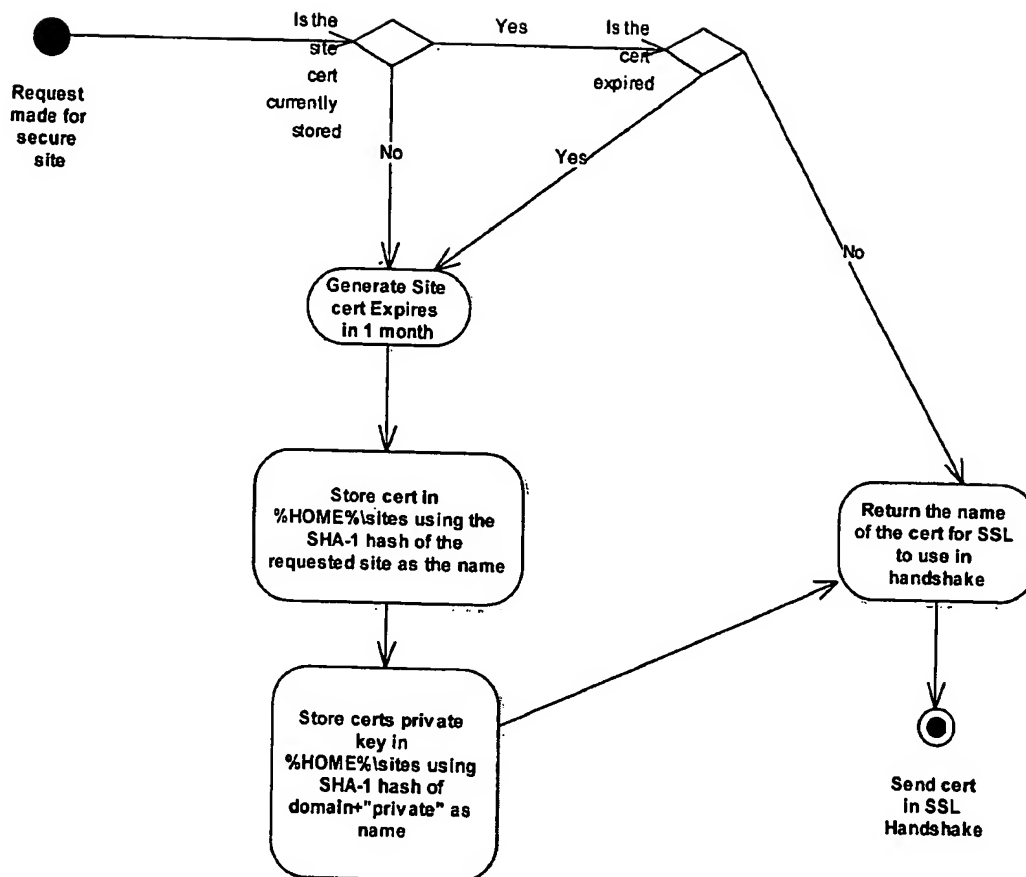 Request
made for
secure
site
Is the
site
cert
currently
stored
Yes
Is the
cert
expired
No
Yes
No
Generate Site
cert Expires
in 1 month
Store cert in
%HOME%\sites using the
SHA-1 hash of the
requested site as the name
Store certs private
key in
%HOME%\sites using
SHA-1 hash of
domain+"private" as
name
Return the name
of the cert for SSL
to use in
handshake
Send cert
in SSL
Handshake